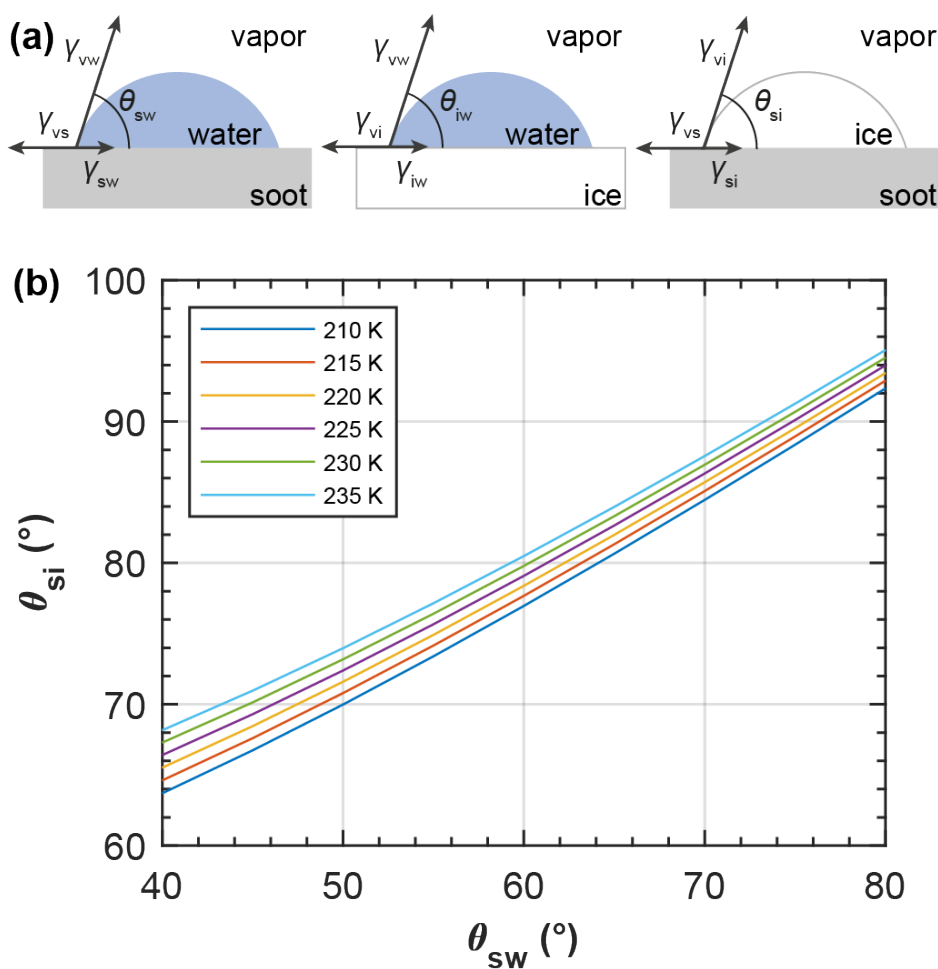 (a)
vapor vapor vapor
γvw γvw γvi
θsw θiw θsi
γvs γvi γvs
water water ice
γsw γiw γsi
soot ice soot
(b)
100
90
80
70
60
θsi (°)
210 K
215 K
220 K
225 K
230 K
235 K
40 50 60 70 80
θsw (°)